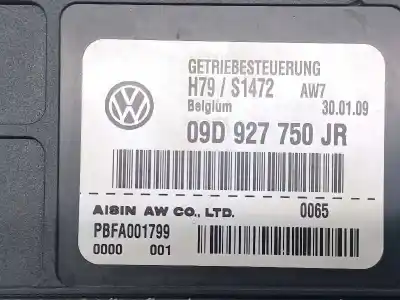 GETRIEBESTEUERUNG
H79/S1472 AW7
Belgium 30.01.09
09D 927 750 JR
AISIN AW CO., LTD. 0065
PBFA001799
0000 001